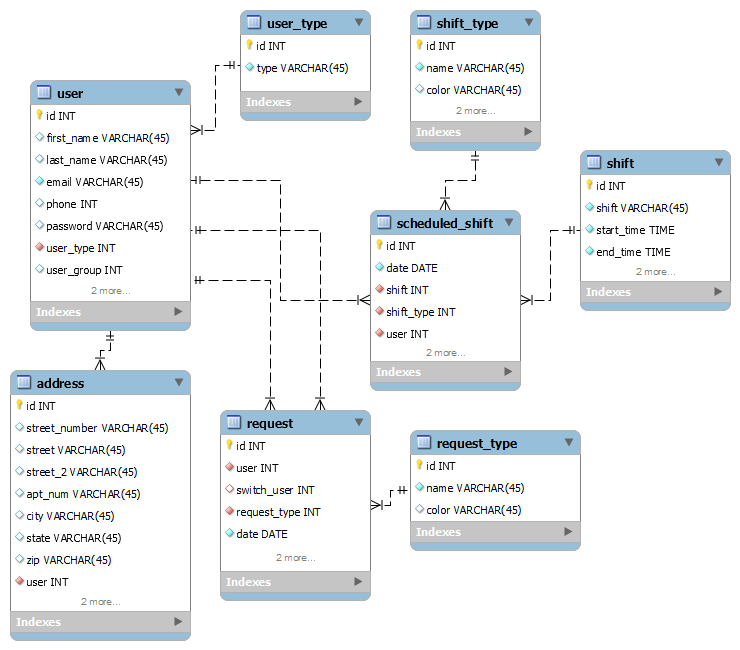 user_type
id INT
type VARCHAR(45)
Indexes
shift_type
id INT
name VARCHAR(45)
color VARCHAR(45)
2 more...
Indexes
user
id INT
first_name VARCHAR(45)
last_name VARCHAR(45)
email VARCHAR(45)
phone INT
password VARCHAR(45)
user_type INT
user_group INT
2 more...
Indexes
shift
id INT
shift VARCHAR(45)
start_time TIME
end_time TIME
2 more...
Indexes
scheduled_shift
id INT
date DATE
shift INT
shift_type INT
user INT
2 more...
Indexes
address
id INT
street_number VARCHAR(45)
street VARCHAR(45)
street_2 VARCHAR(45)
apt_num VARCHAR(45)
city VARCHAR(45)
state VARCHAR(45)
zip VARCHAR(45)
user INT
2 more...
Indexes
request
id INT
user INT
switch_user INT
request_type INT
date DATE
2 more...
Indexes
request_type
id INT
name VARCHAR(45)
color VARCHAR(45)
Indexes